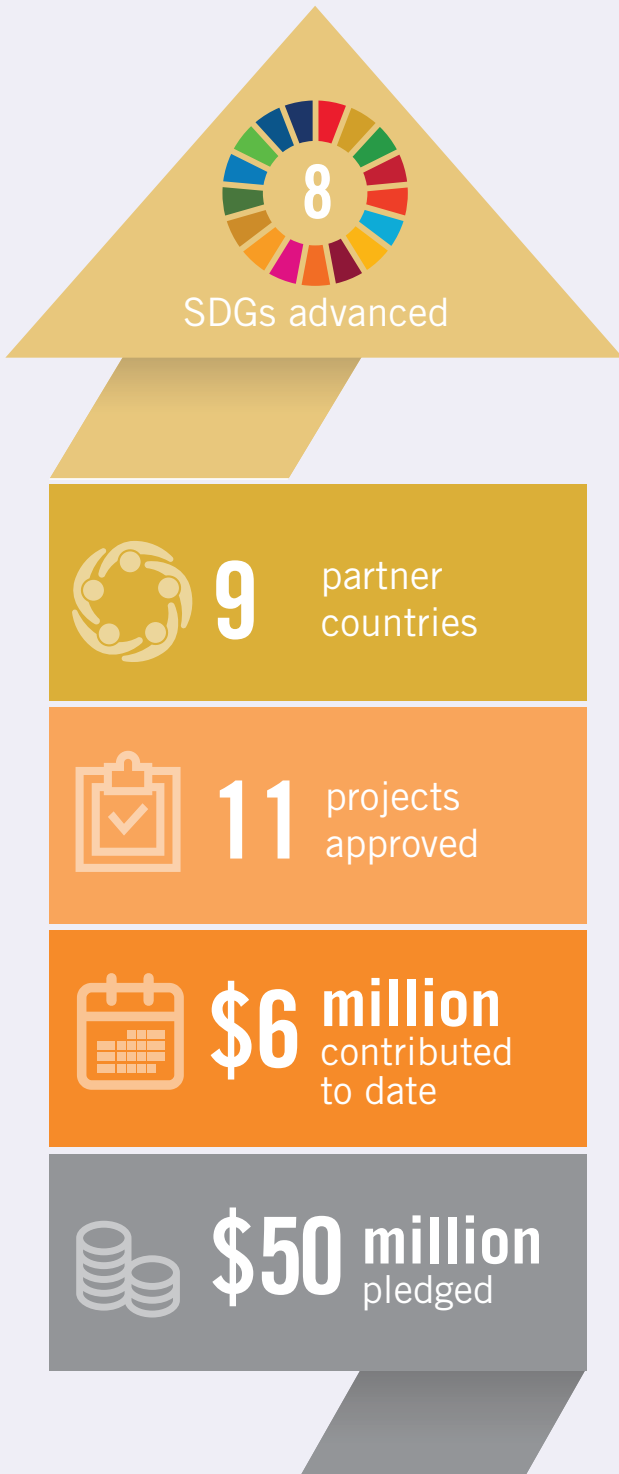 8
SDGs advanced
9 partner
countries
11 projects
approved
$6 million
contributed
to date
$50 million
pledged